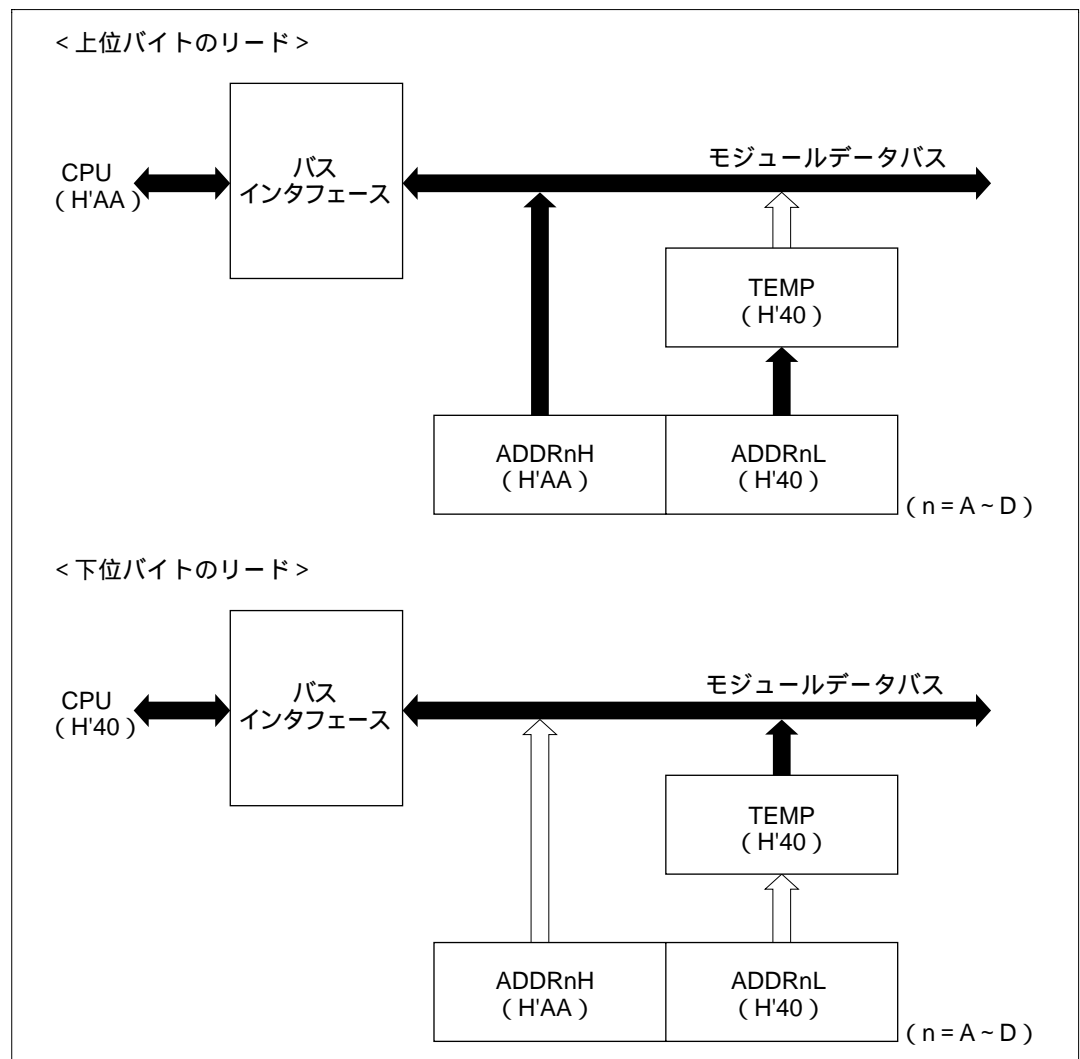 <上位バイトのリード>
モジュールデータバス
CPU
(H'AA)
バス
インタフェース
TEMP
(H'40)
ADDRnH
(H'AA)
ADDRnL
(H'40)
(n=A~D)
<下位バイトのリード>
モジュールデータバス
CPU
(H'40)
バス
インタフェース
TEMP
(H'40)
ADDRnH
(H'AA)
ADDRnL
(H'40)
(n=A~D)